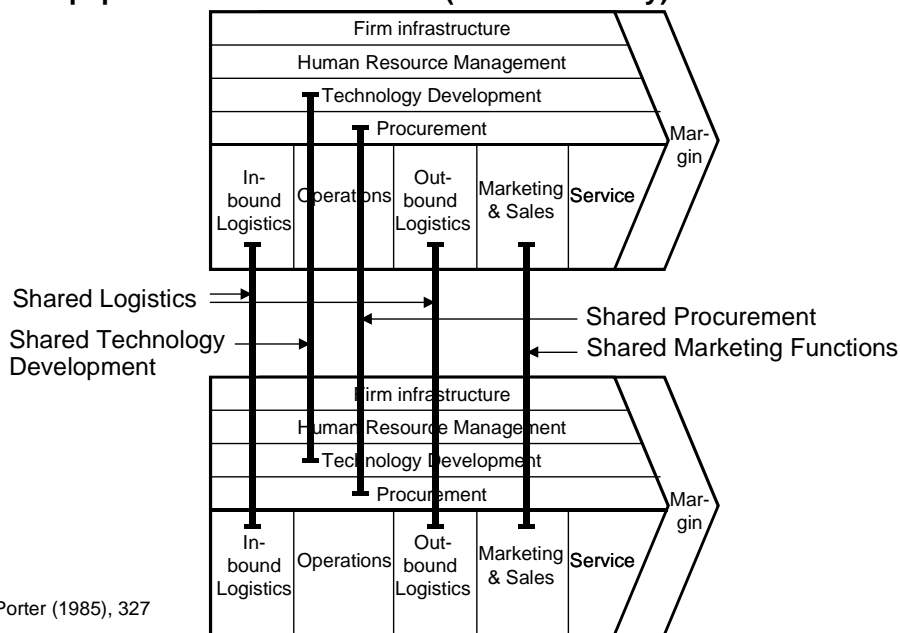 Firm infrastructure
Human Resource Management
Technology Development
Procurement
Mar-
gin
In-
bound
Logistics
Operations
Out-
bound
Logistics
Marketing
& Sales
Service
Shared Logistics
Shared Technology
Development
Shared Procurement
Shared Marketing Functions
Firm infrastructure
Human Resource Management
Technology Development
Procurement
Mar-
gin
In-
bound
Logistics
Operations
Out-
bound
Logistics
Marketing
& Sales
Service
Porter (1985), 327